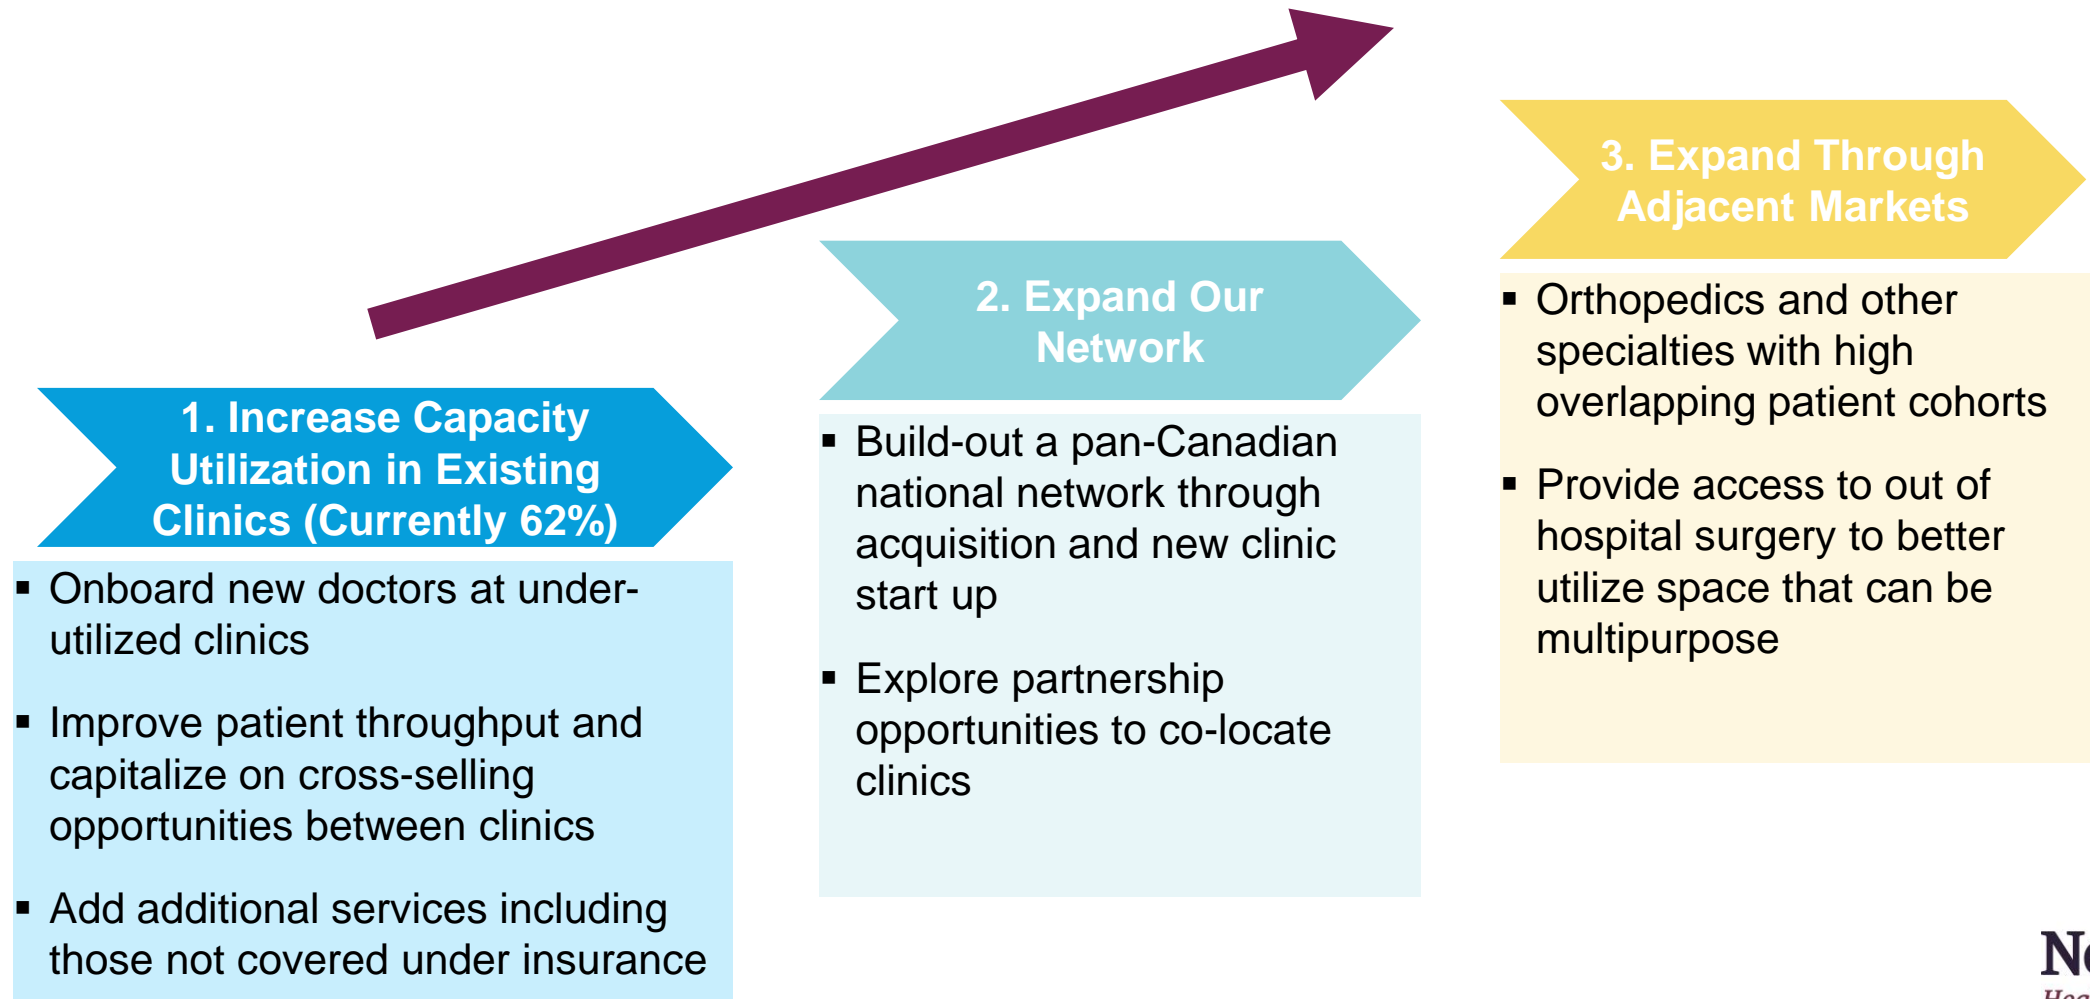 1. Increase Capacity
Utilization in Existing
Clinics (Currently 62%)
▪ Onboard new doctors at under-
utilized clinics
▪ Improve patient throughput and
capitalize on cross-selling
opportunities between clinics
▪ Add additional services including
those not covered under insurance
2. Expand Our
Network
▪ Build-out a pan-Canadian
national network through
acquisition and new clinic
start up
▪ Explore partnership
opportunities to co-locate
clinics
3. Expand Through
Adjacent Markets
▪ Orthopedics and other
specialties with high
overlapping patient cohorts
▪ Provide access to out of
hospital surgery to better
utilize space that can be
multipurpose